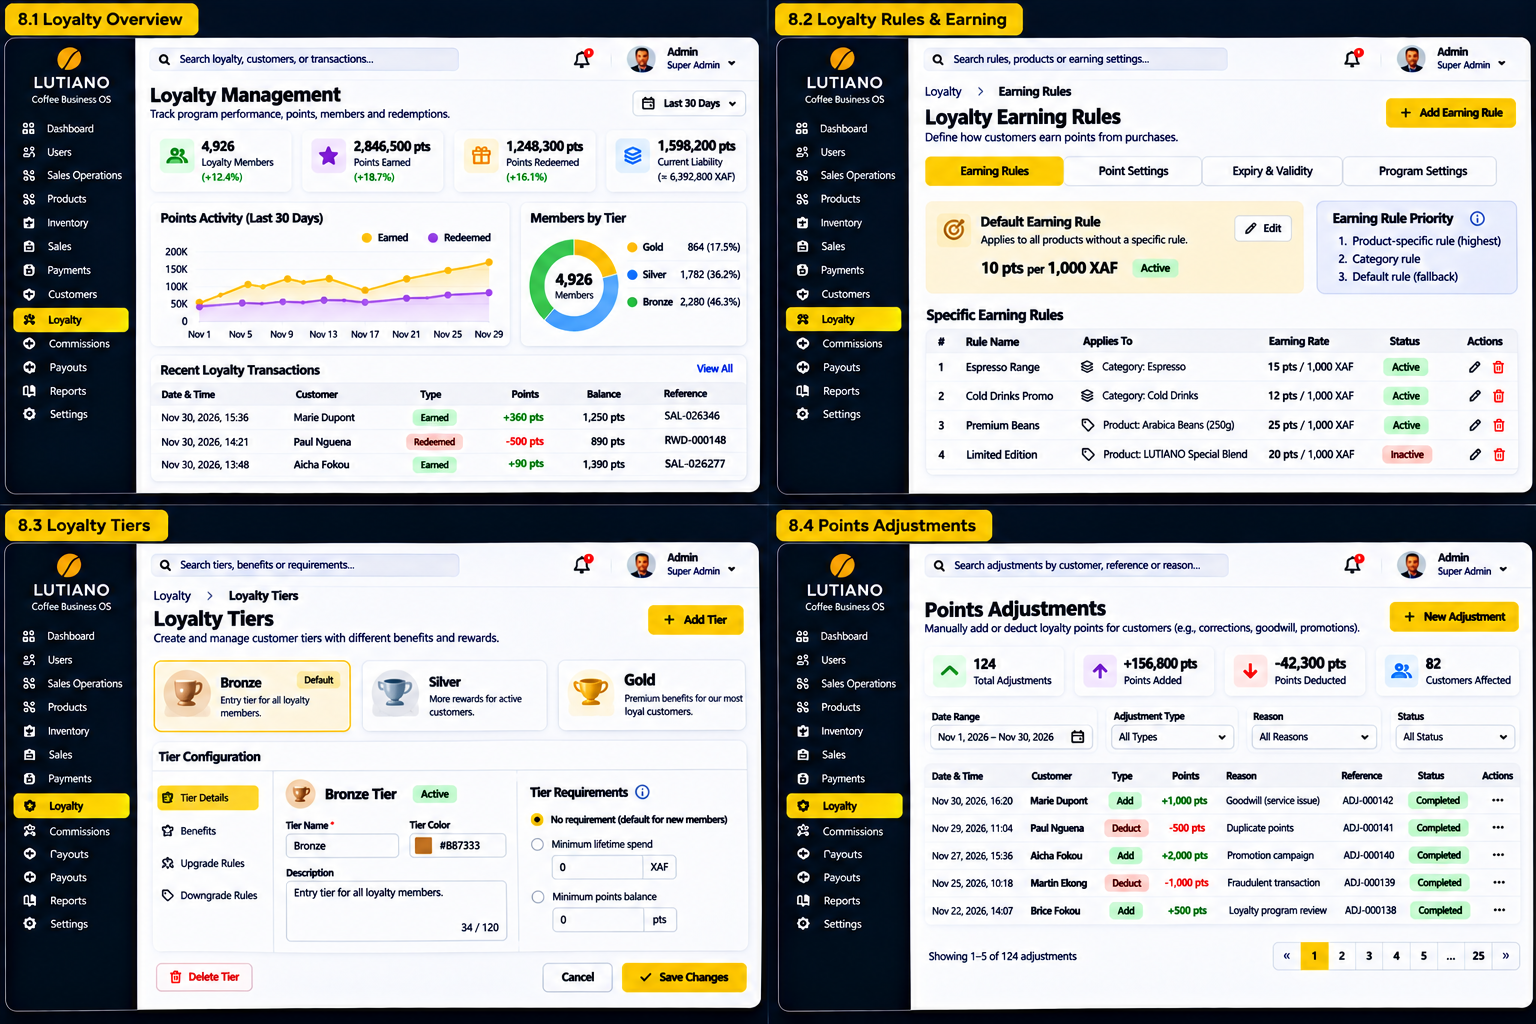 8.1 Loyalty Overview
LUTIANO
Coffee Business OS
Dashboard
Users
Sales Operations
Products
Inventory
Sales
Payments
Customers
Loyalty
Commissions
Payouts
Reports
Settings
Search loyalty, customers, or transactions...
Admin
Super Admin
Loyalty Management
Track program performance, points, members and redemptions.
Last 30 Days
4,926
Loyalty Members
(+12.4%)
2,846,500 pts
Points Earned
(+18.7%)
1,248,300 pts
Points Redeemed
(+16.1%)
1,598,200 pts
Current Liability
(≈ 6,392,800 XAF)
Points Activity (Last 30 Days)
Earned Redeemed
200K
150K
100K
50K
0
Nov 1 Nov 5 Nov 9 Nov 13 Nov 17 Nov 21 Nov 25 Nov 29
Members by Tier
4,926
Members
Gold 864 (17.5%)
Silver 1,782 (36.2%)
Bronze 2,280 (46.3%)
Recent Loyalty Transactions View All
Date & Time Customer Type Points Balance Reference
Nov 30, 2026, 15:36 Marie Dupont Earned +360 pts 1,250 pts SAL-026346
Nov 30, 2026, 14:21 Paul Nguena Redeemed -500 pts 890 pts RWD-000148
Nov 30, 2026, 13:48 Aicha Fokou Earned +90 pts 1,390 pts SAL-026277
8.2 Loyalty Rules & Earning
LUTIANO
Coffee Business OS
Dashboard
Users
Sales Operations
Products
Inventory
Sales
Payments
Customers
Loyalty
Commissions
Payouts
Reports
Settings
Search rules, products or earning settings...
Admin
Super Admin
Loyalty > Earning Rules
Loyalty Earning Rules
Define how customers earn points from purchases.
+ Add Earning Rule
Earning Rules Point Settings Expiry & Validity Program Settings
Default Earning Rule
Applies to all products without a specific rule.
10 pts per 1,000 XAF Active
Edit
Earning Rule Priority
1. Product-specific rule (highest)
2. Category rule
3. Default rule (fallback)
Specific Earning Rules
# Rule Name Applies To Earning Rate Status Actions
1 Espresso Range Category: Espresso 15 pts / 1,000 XAF Active
2 Cold Drinks Promo Category: Cold Drinks 12 pts / 1,000 XAF Active
3 Premium Beans Product: Arabica Beans (250g) 25 pts / 1,000 XAF Active
4 Limited Edition Product: LUTIANO Special Blend 20 pts / 1,000 XAF Inactive
8.3 Loyalty Tiers
LUTIANO
Coffee Business OS
Dashboard
Users
Sales Operations
Products
Inventory
Sales
Payments
Loyalty
Commissions
Payouts
Payouts
Reports
Settings
Search tiers, benefits or requirements...
Admin
Super Admin
Loyalty > Loyalty Tiers
Loyalty Tiers
Create and manage customer tiers with different benefits and rewards.
+ Add Tier
Bronze Default
Entry tier for all loyalty
members.
Silver
More rewards for active
customers.
Gold
Premium benefits for our most
loyal customers.
Tier Configuration
Tier Details
Benefits
Upgrade Rules
Downgrade Rules
Bronze Tier Active
Tier Name * Tier Color
Bronze #B87333
Description
Entry tier for all loyalty members.
34 / 120
Tier Requirements
No requirement (default for new members)
Minimum lifetime spend
0 XAF
Minimum points balance
0 pts
Delete Tier Cancel Save Changes
8.4 Points Adjustments
LUTIANO
Coffee Business OS
Dashboard
Users
Sales Operations
Products
Inventory
Sales
Payments
Loyalty
Commissions
Payouts
Payouts
Reports
Settings
Search adjustments by customer, reference or reason...
Admin
Super Admin
Points Adjustments
Manually add or deduct loyalty points for customers (e.g., corrections, goodwill, promotions).
+ New Adjustment
124
Total Adjustments
+156,800 pts
Points Added
-42,300 pts
Points Deducted
82
Customers Affected
Date Range Adjustment Type Reason Status
Nov 1, 2026 – Nov 30, 2026 All Types All Reasons All Status
Date & Time Customer Type Points Reason Reference Status Actions
Nov 30, 2026, 16:20 Marie Dupont Add +1,000 pts Goodwill (service issue) ADJ-000142 Completed ...
Nov 29, 2026, 11:04 Paul Nguena Deduct -500 pts Duplicate points ADJ-000141 Completed ...
Nov 27, 2026, 15:36 Aicha Fokou Add +2,000 pts Promotion campaign ADJ-000140 Completed ...
Nov 25, 2026, 10:18 Martin Ekong Deduct -1,000 pts Fraudulent transaction ADJ-000139 Completed ...
Nov 22, 2026, 14:07 Brice Fokou Add +500 pts Loyalty program review ADJ-000138 Completed ...
Showing 1–5 of 124 adjustments
« 1 2 3 4 5 ... 25 »